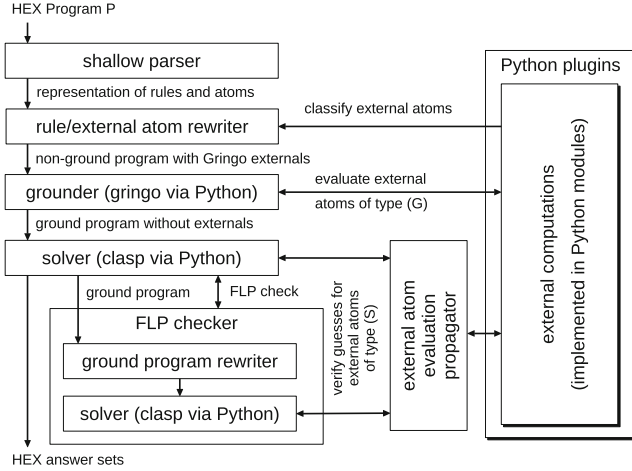 HEX Program P
shallow parser
Python plugins
representation of rules and atoms
classify external atoms
rule/external atom rewriter
non-ground program with Gringo externals
evaluate external
grounder (gringo via Python)
atoms of type (G)
ground program without externals
solver (clasp via Python)
ground program
FLP check
FLP checker
ground program rewriter
solver (clasp via Python)
verify guesses for
external atoms
of type (S)
external atom
evaluation
propagator
external computations
(implemented in Python modules)
HEX answer sets